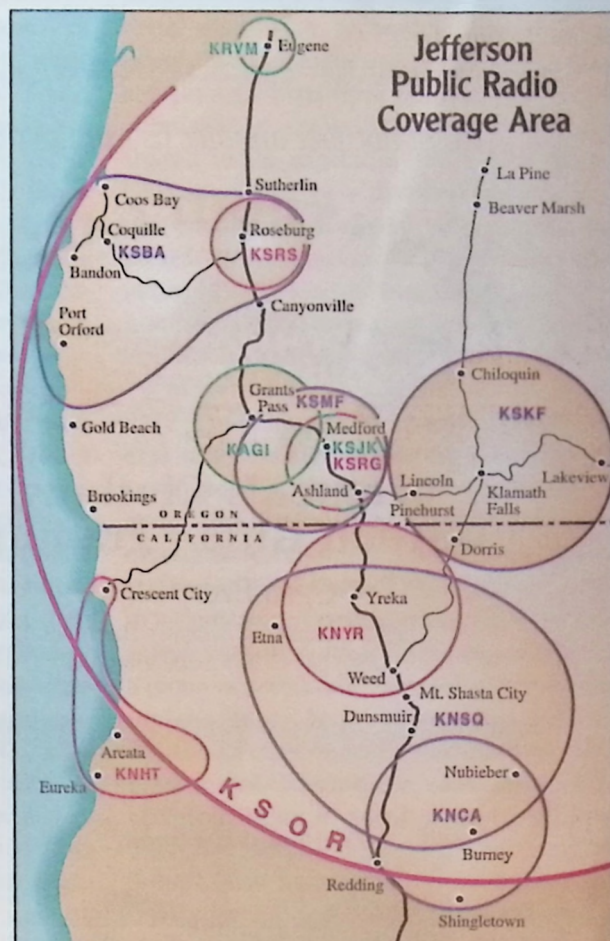 Jefferson
Public Radio
Coverage Area
KRVM
Eugene
La Pine
Beaver Marsh
Sutherlin
Coos Bay
Coquille
KSBA
Bandon
Roseburg
KSRS
Port
Orford
Canyonville
Chiloquin
Grants
Pass
KSMF
KSKF
Gold Beach
Medford
KAGI
KSJK
KSRG
Lakeview
Ashland
Lincoln
Pinehurst
Klamath
Falls
Brookings
OREGON
CALIFORNIA
Dorris
Crescent City
Yreka
Etna
KNYR
Weed
Mt. Shasta City
Dunsmuir
KNSQ
Arcata
KNHT
Eureka
Nubieber
KSOR
KNCA
Burney
Redding
Shingletown